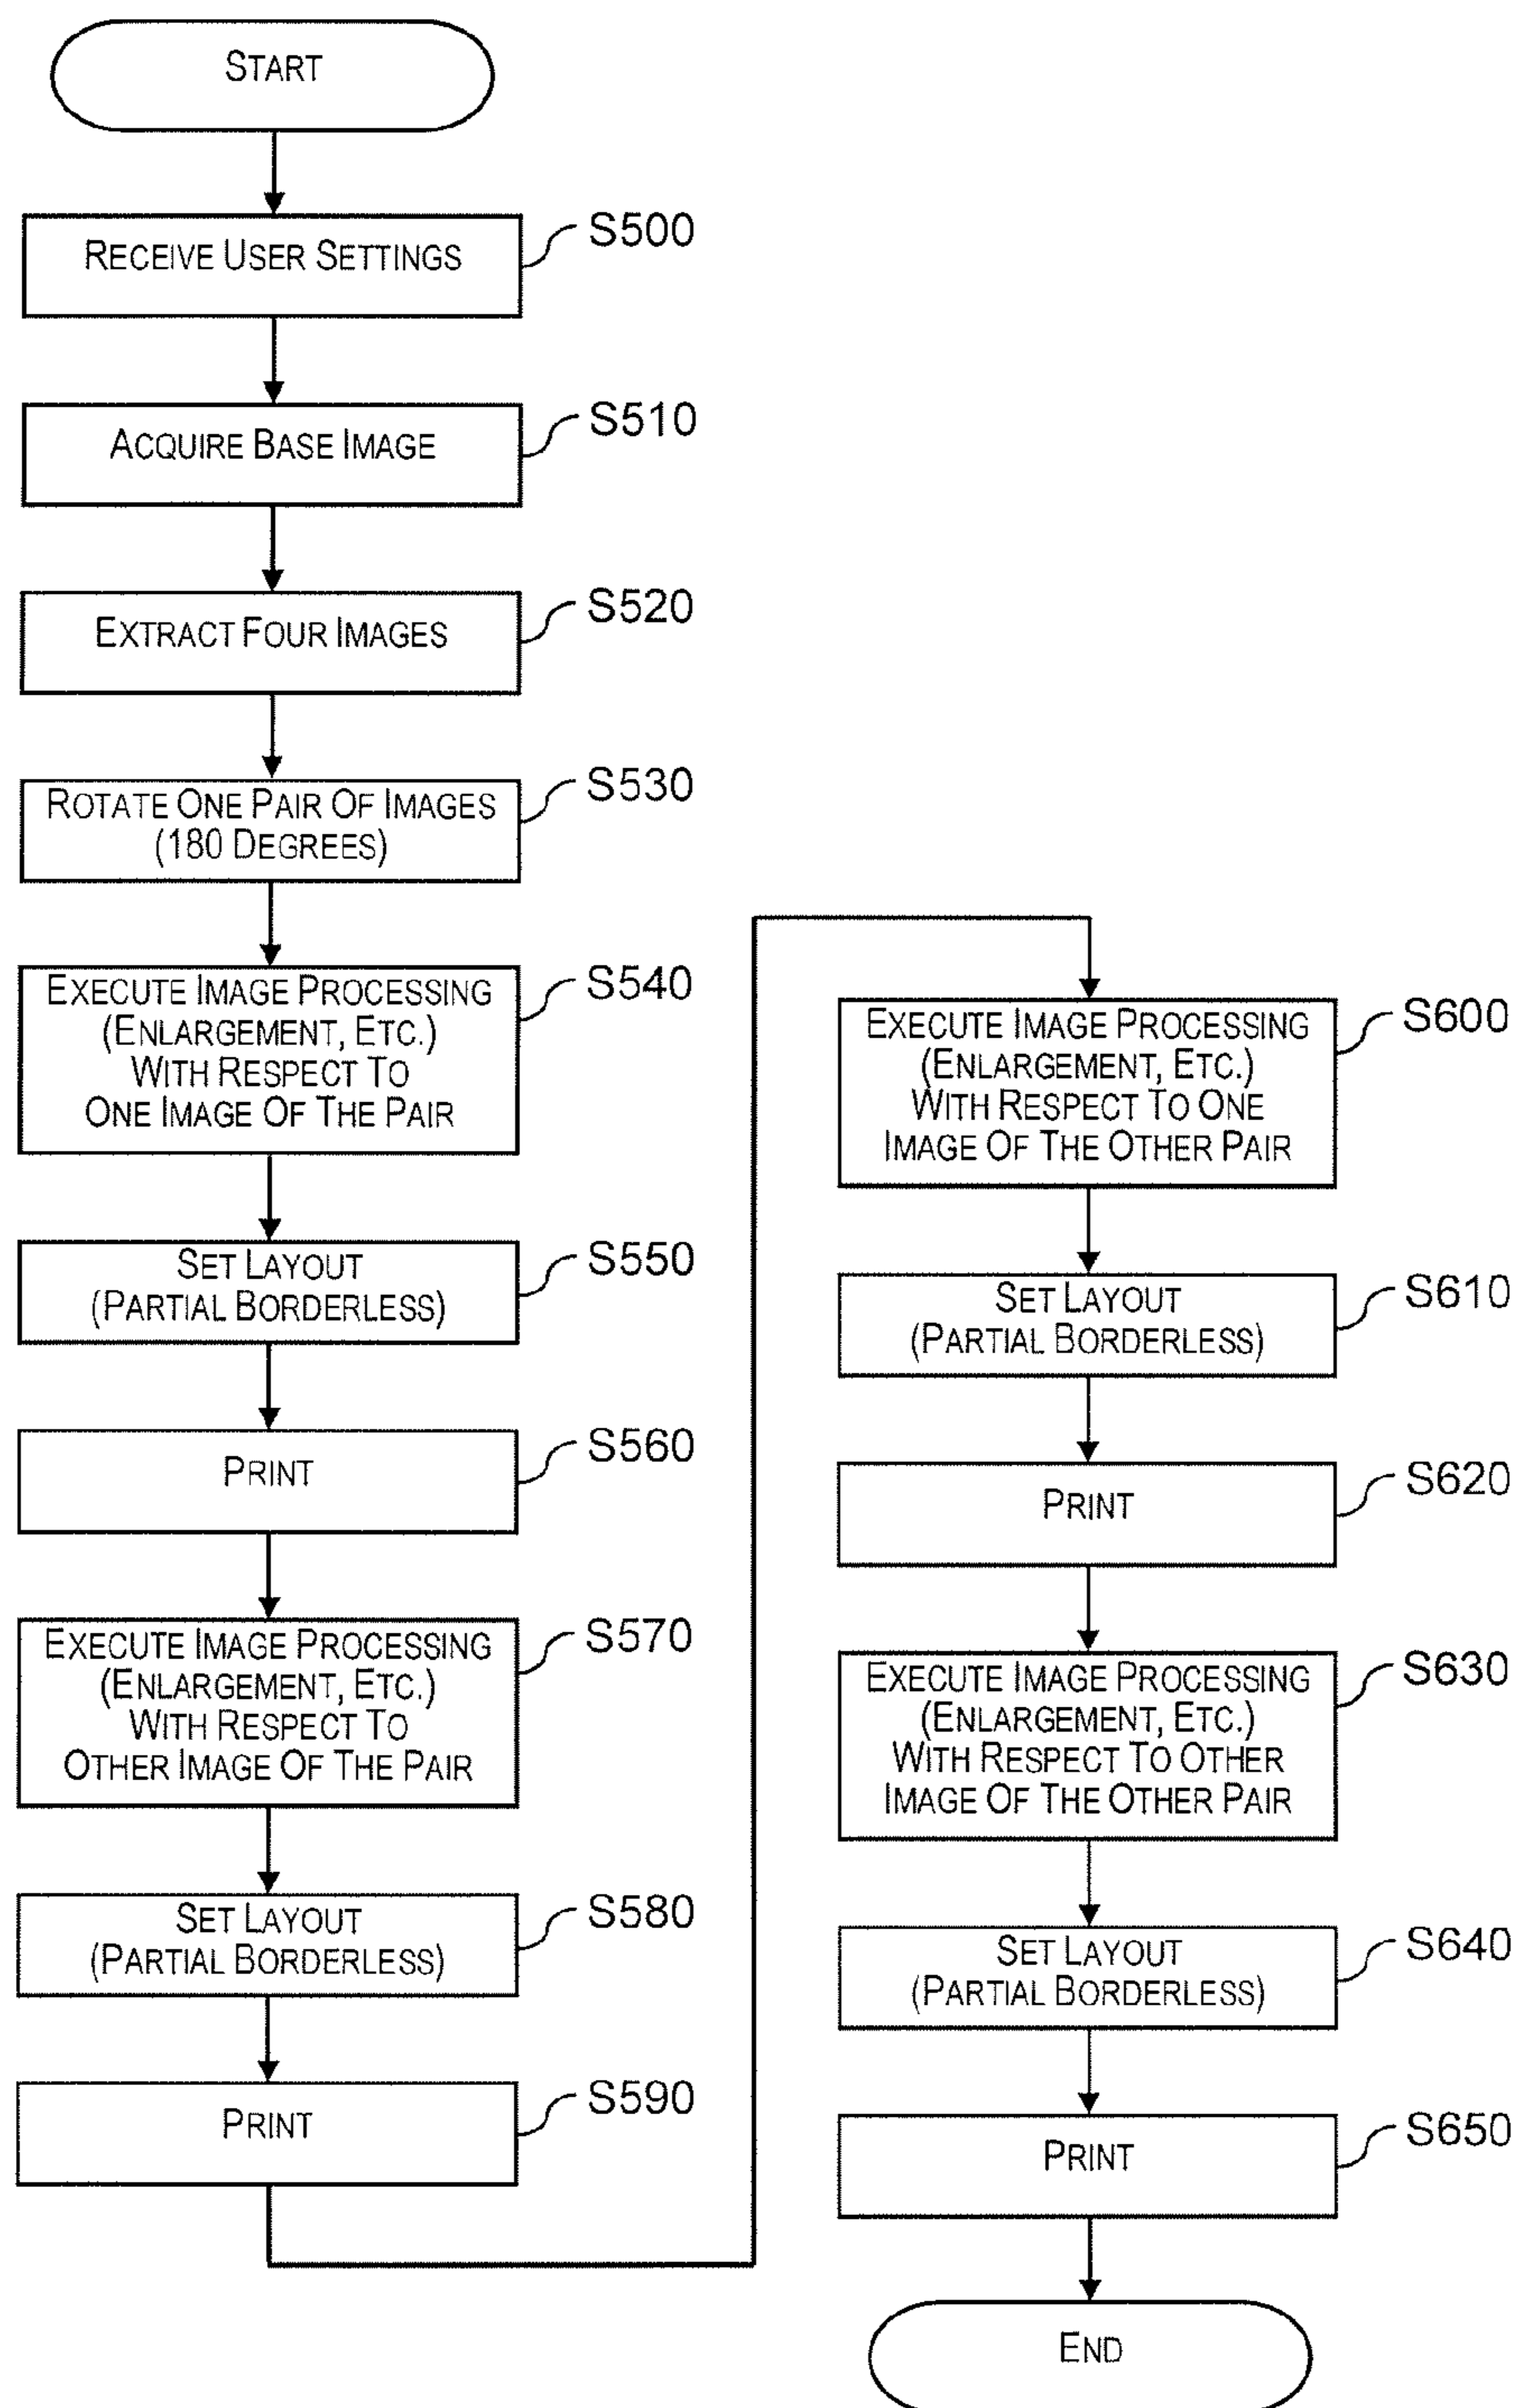 START
RECEIVE USER SETTINGS
S500
ACQUIRE BASE IMAGE
S510
EXTRACT FOUR IMAGES
S520
ROTATE ONE PAIR OF IMAGES
(180 DEGREES)
S530
EXECUTE IMAGE PROCESSING
(ENLARGEMENT, ETC.)
WITH RESPECT TO
ONE IMAGE OF THE PAIR
S540
SET LAYOUT
(PARTIAL BORDERLESS)
S550
PRINT
S560
EXECUTE IMAGE PROCESSING
(ENLARGEMENT, ETC.)
WITH RESPECT TO
OTHER IMAGE OF THE PAIR
S570
SET LAYOUT
(PARTIAL BORDERLESS)
S580
PRINT
S590
EXECUTE IMAGE PROCESSING
(ENLARGEMENT, ETC.)
WITH RESPECT TO ONE
IMAGE OF THE OTHER PAIR
S600
SET LAYOUT
(PARTIAL BORDERLESS)
S610
PRINT
S620
EXECUTE IMAGE PROCESSING
(ENLARGEMENT, ETC.)
WITH RESPECT TO OTHER
IMAGE OF THE OTHER PAIR
S630
SET LAYOUT
(PARTIAL BORDERLESS)
S640
PRINT
S650
END